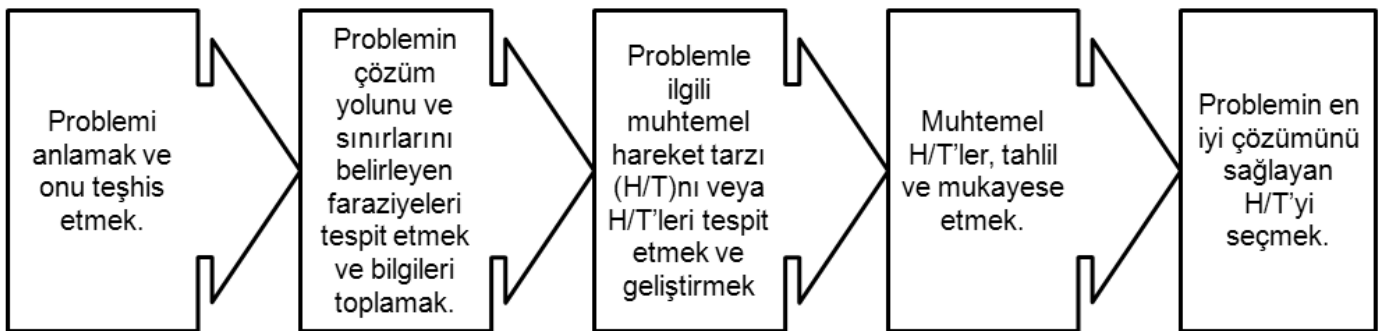 Problemi
anlamak ve
onu teşhis
etmek.
Problemin
çözüm
yolunu ve
sınırlarını
belirleyen
faraziyeleri
tespit etmek
ve bilgileri
toplamak.
Problemle
ilgili
muhtemel
hareket tarzı
(H/T)nı veya
H/T’leri tespit
etmek ve
geliştirmek
Muhtemel
H/T’ler, tahlil
ve mukayese
etmek.
Problemin en
iyi çözümünü
sağlayan
H/T’yi
seçmek.